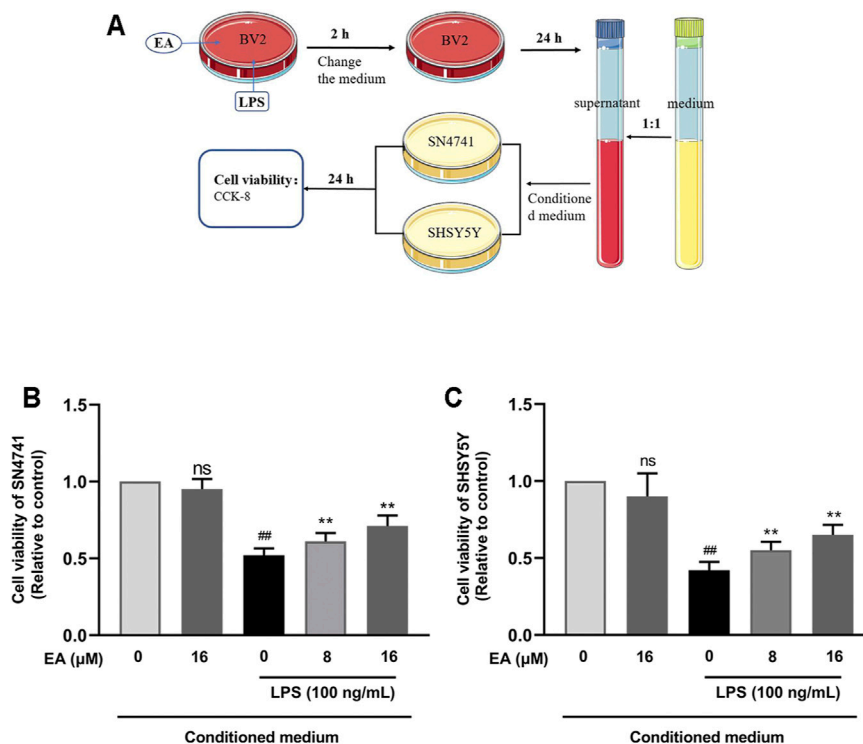 A
EA
BV2
LPS
2 h
Change
the medium
BV2
24 h
supernatant
medium
1:1
SN4741
SHSY5Y
Conditione
d medium
24 h
Cell viability:
CCK-8
B
Cell viability of SN4741
(Relative to control)
1.5
1.0
0.5
0.0
ns
##
**
**
EA (μM)
0
16
0
8
16
LPS (100 ng/mL)
Conditioned medium
C
Cell viability of SHSY5Y
(Relative to control)
1.5
1.0
0.5
0.0
ns
##
**
**
EA (μM)
0
16
0
8
16
LPS (100 ng/mL)
Conditioned medium